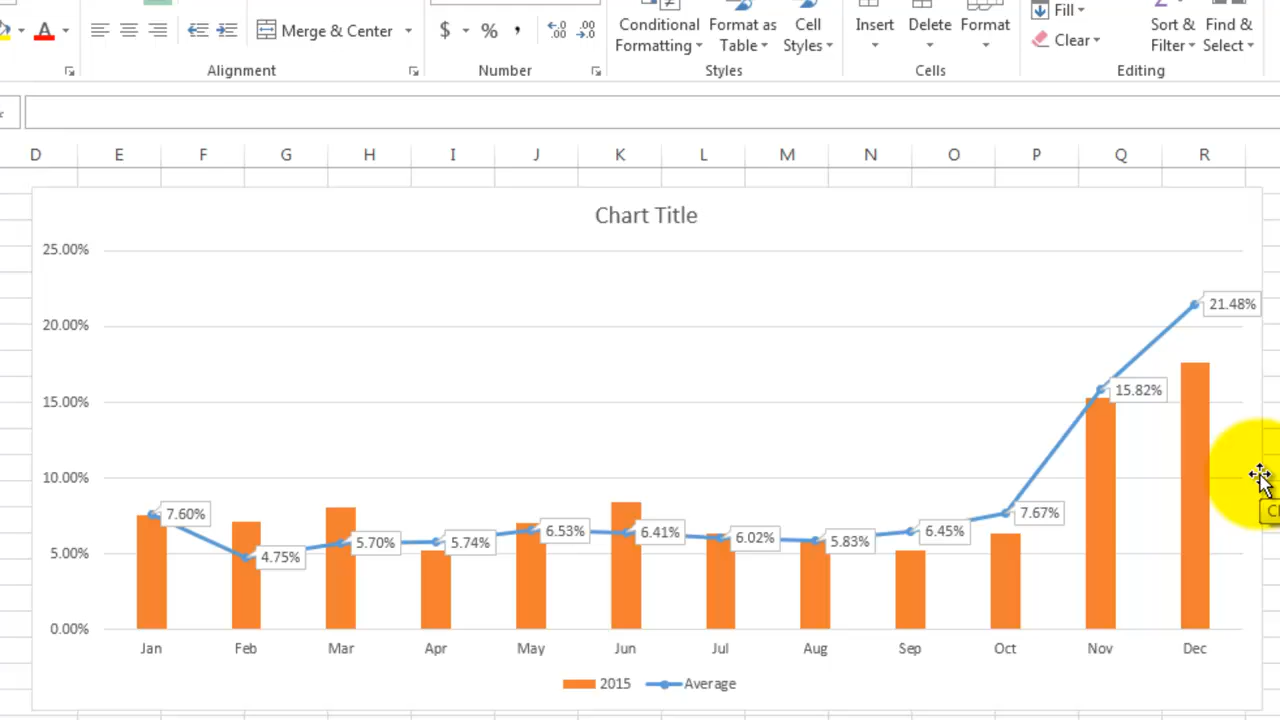 Fill
Merge & Center
$ % ,
Conditional Formatting
Format as Table
Cell Styles
Insert
Delete
Format
Clear
Sort & Filter
Find & Select
Alignment
Number
Styles
Cells
Editing
D E F G H I J K L M N O P Q R
Chart Title
25.00%
20.00%
15.00%
10.00%
5.00%
0.00%
7.60%
4.75%
5.70%
5.74%
6.53%
6.41%
6.02%
5.83%
6.45%
7.67%
15.82%
21.48%
Jan Feb Mar Apr May Jun Jul Aug Sep Oct Nov Dec
2015 Average